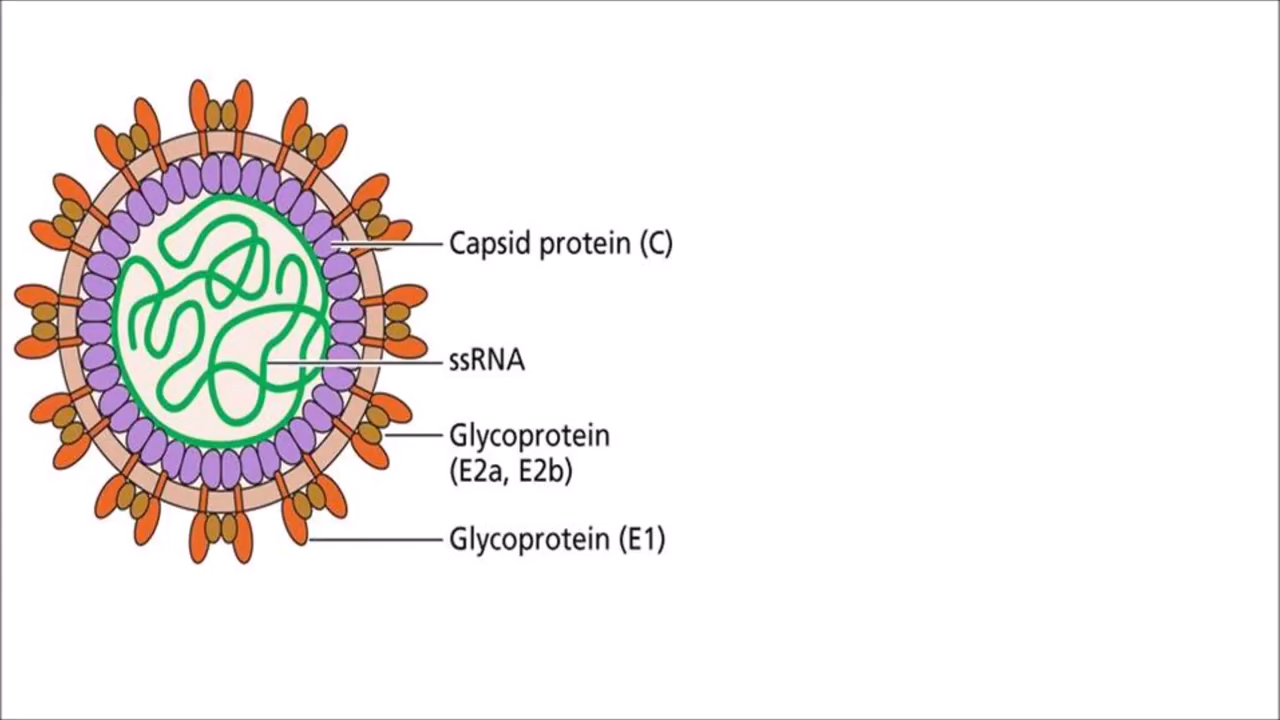 Capsid protein (C)
ssRNA
Glycoprotein
(E2a, E2b)
Glycoprotein (E1)